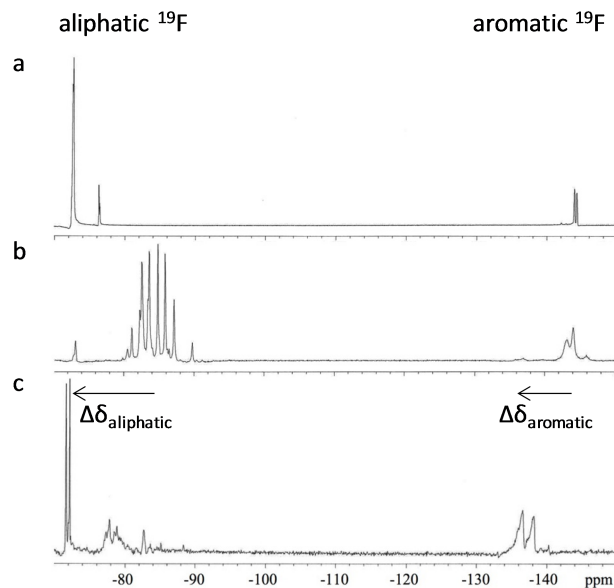 aliphatic ¹⁹F aromatic ¹⁹F
a
b
c
Δδaliphatic Δδaromatic
-80 -90 -100 -110 -120 -130 -140 ppm